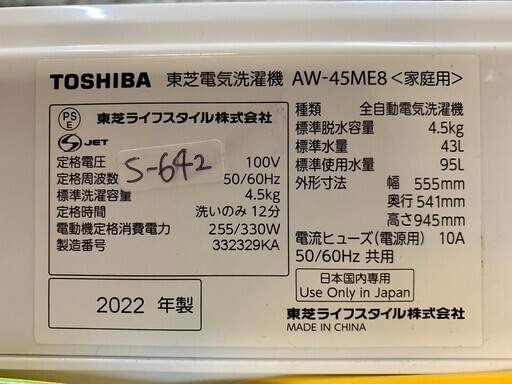 TOSHIBA 東芝電気洗濯機 AW-45ME8<家庭用>
PS
E
JET
東芝ライフスタイル株式会社
定格電圧 100V
定格周波数 50/60Hz
標準洗濯容量 4.5kg
定格時間 洗いのみ 12分
電動機定格消費電力 255/330W
製造番号 332329KA
S-642
2022 年製
種類 全自動電気洗濯機
標準脱水容量 4.5kg
標準水量 43L
標準使用水量 95L
外形寸法 幅 555mm
奥行 541mm
高さ 945mm
電流ヒューズ(電源用) 10A
50/60Hz 共用
日本国内専用
Use Only in Japan
東芝ライフスタイル株式会社
MADE IN CHINA